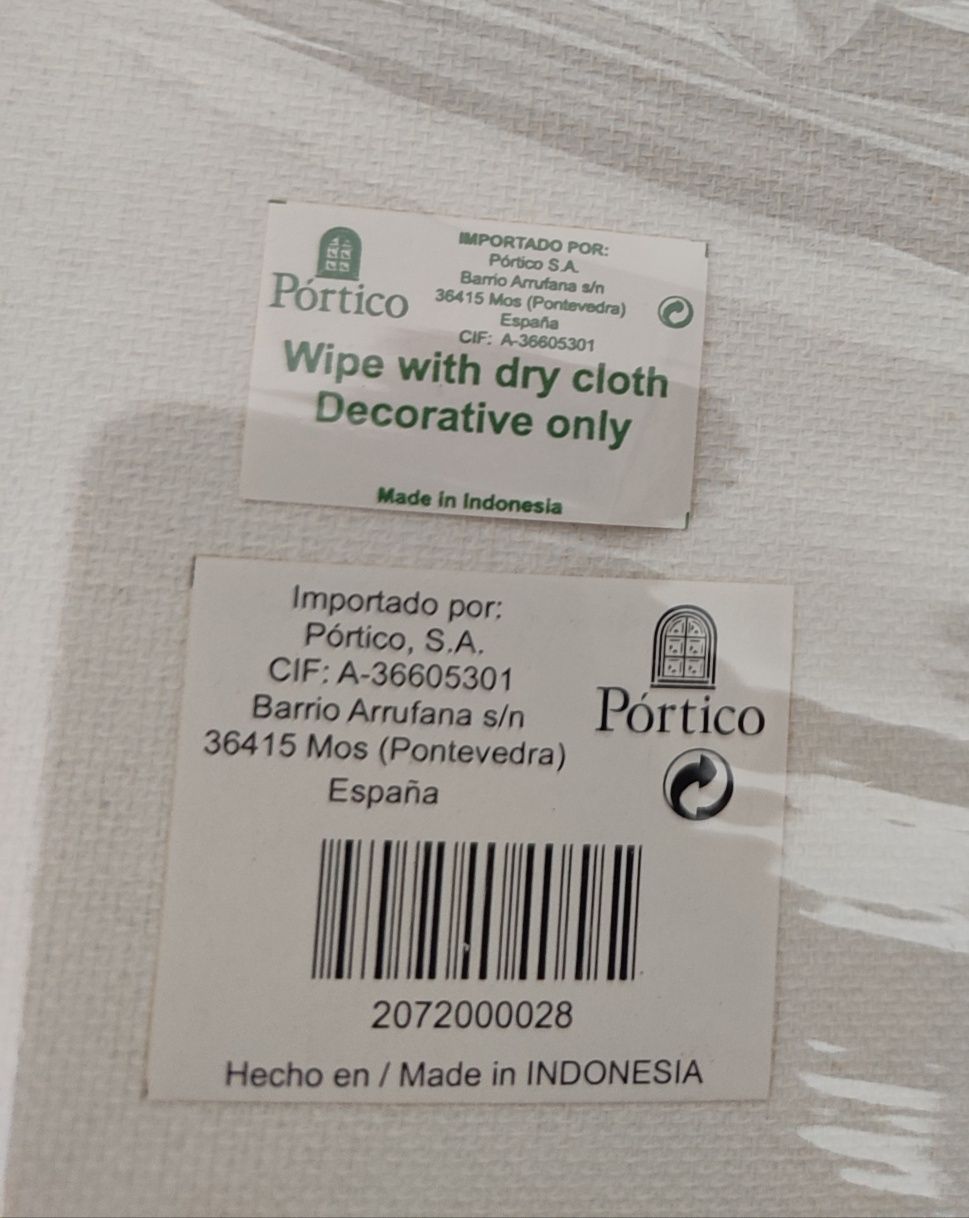 Pórtico
IMPORTADO POR:
Pórtico S.A.
Barrio Arrufana s/n
36415 Mos (Pontevedra)
España
CIF: A-36605301
Wipe with dry cloth
Decorative only
Made in Indonesia
Importado por:
Pórtico, S.A.
CIF: A-36605301
Barrio Arrufana s/n
36415 Mos (Pontevedra)
España
Pórtico
2072000028
Hecho en / Made in INDONESIA